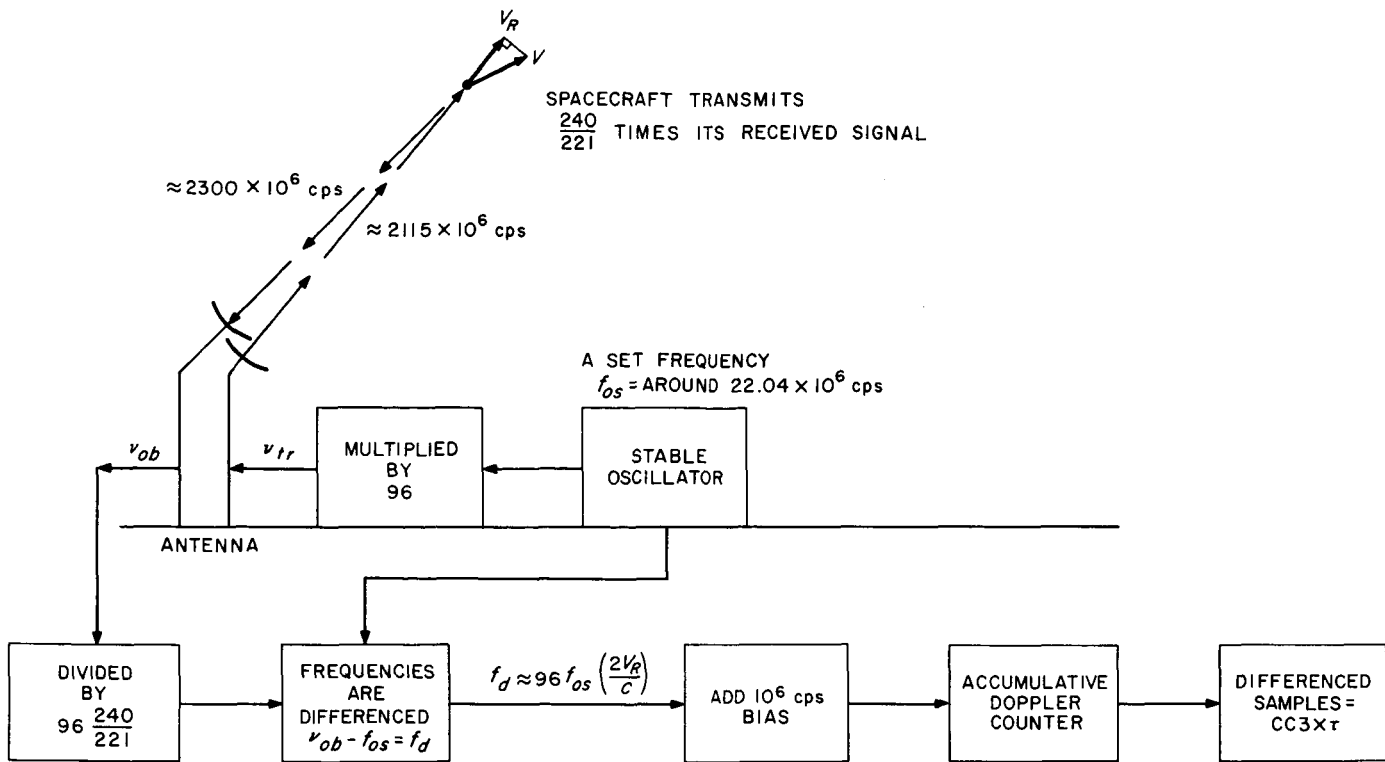 V_R
V
SPACECRAFT TRANSMITS
240/221 TIMES ITS RECEIVED SIGNAL
≈2300 × 10^6 cps
≈2115 × 10^6 cps
A SET FREQUENCY
f_os = AROUND 22.04 × 10^6 cps
ν_ob
ν_tr
MULTIPLIED
BY
96
STABLE
OSCILLATOR
ANTENNA
DIVIDED
BY
96 240/221
FREQUENCIES
ARE
DIFFERENCED
ν_ob - f_os = f_d
f_d ≈ 96 f_os (2V_R/C)
ADD 10^6 cps
BIAS
ACCUMULATIVE
DOPPLER
COUNTER
DIFFERENCED
SAMPLES=
CC3×τ